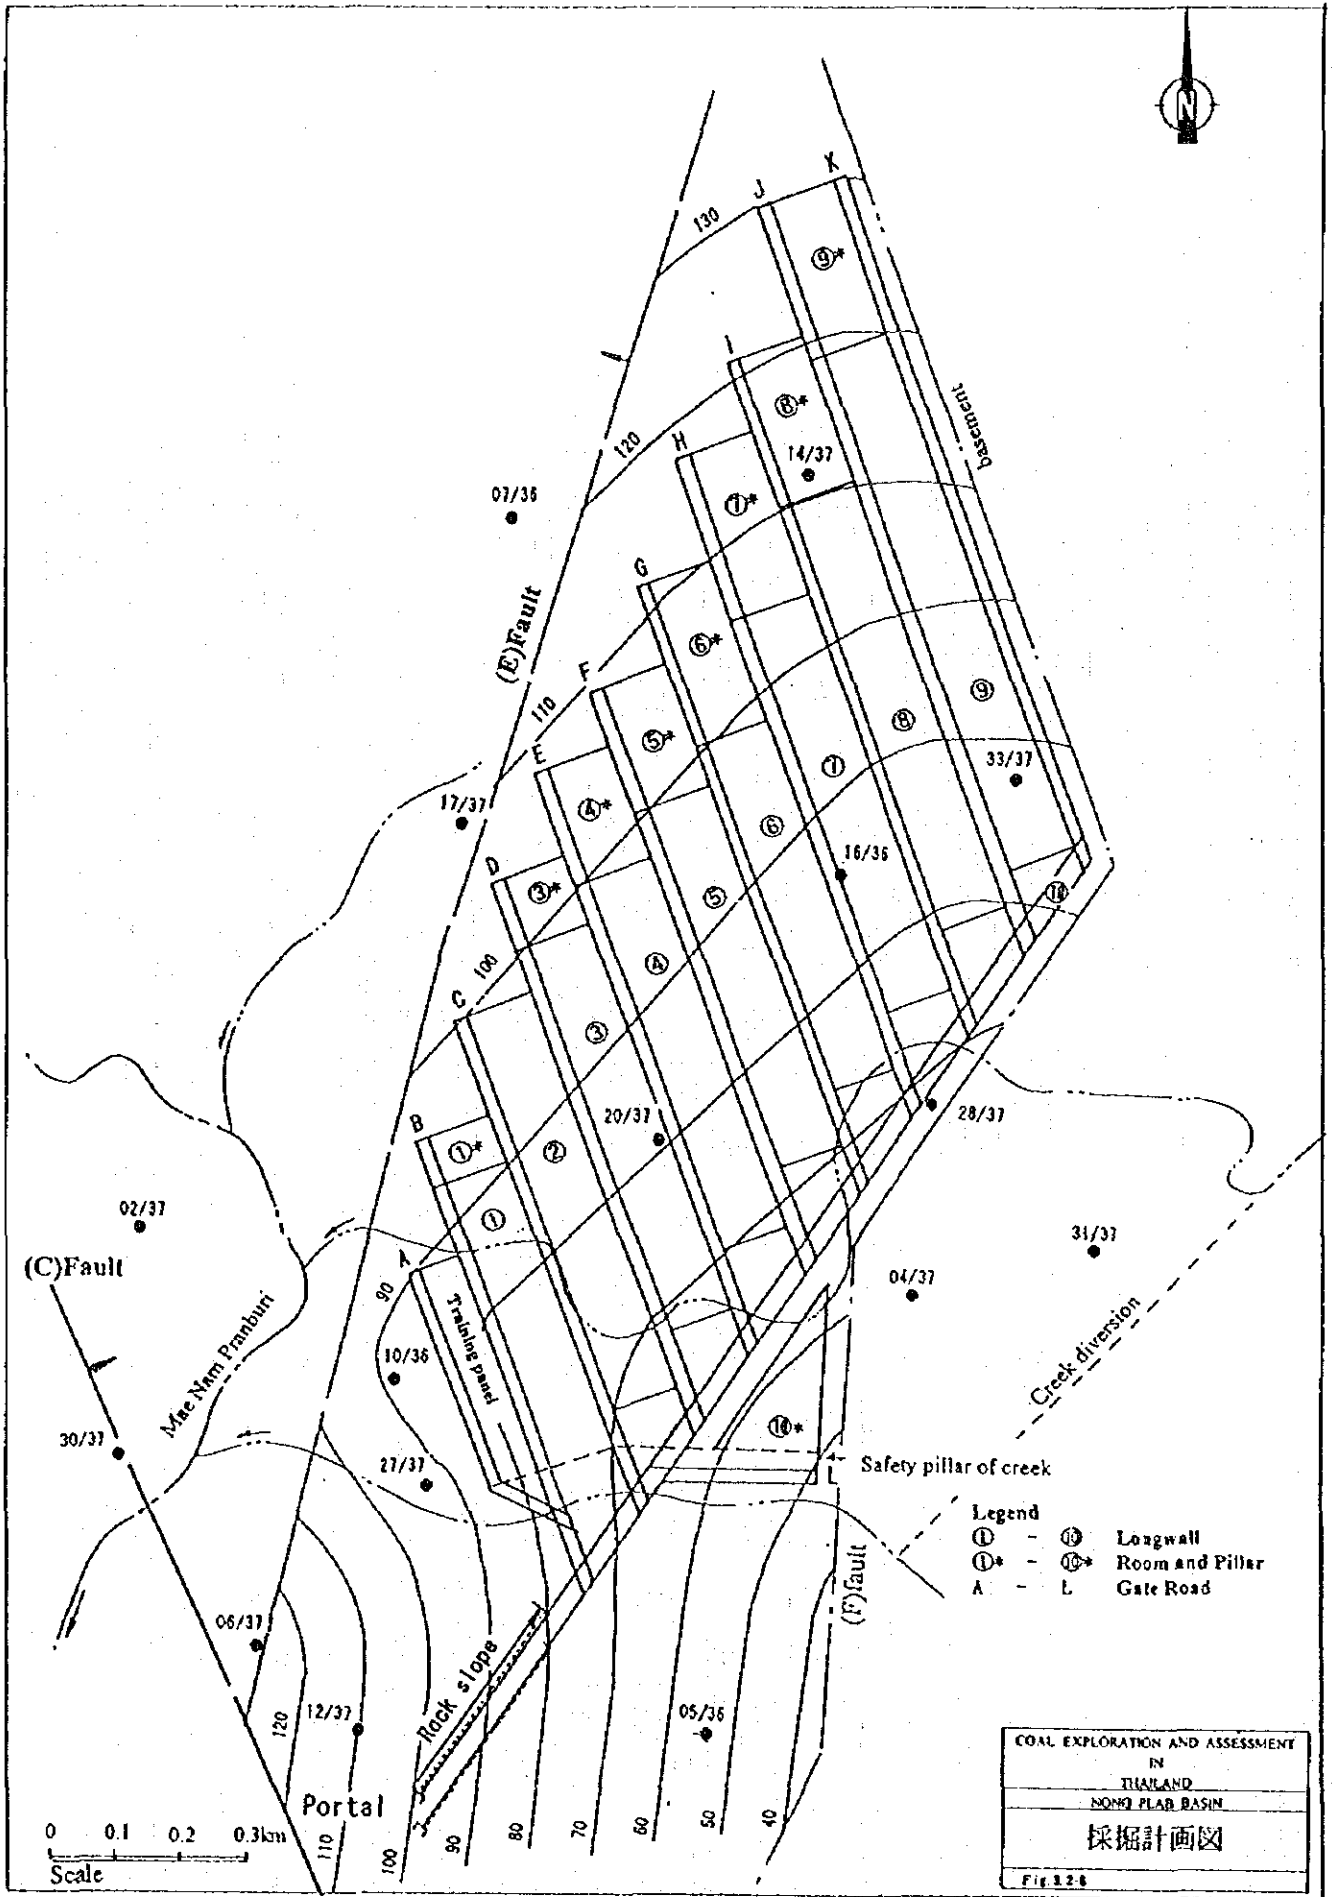 N
K
J
130
⑨*
I
⑧*
basement
120
H
14/37
07/36
⑦*
G
(E)Fault
⑥*
F
110
⑤*
⑨
⑧
E
33/37
⑦
④*
17/37
⑥
16/36
D
③*
⑤
⑩
100
④
C
③
28/37
20/37
B
①*
②
02/37
①
31/37
(C)Fault
A
90
04/37
Training panel
Mae Nam Pranburi
10/36
Creek diversion
30/37
⑩*
27/37
Safety pillar of creek
Legend
① - ⑩ Longwall
①* - ⑩* Room and Pillar
A - L Gate Road
(F)fault
06/37
Rock slope
05/36
12/37
120
Portal
110
100
90
80
70
60
50
40
0 0.1 0.2 0.3km
Scale
COAL EXPLORATION AND ASSESSMENT
IN
THAILAND
NONG PLAB BASIN
採掘計画図